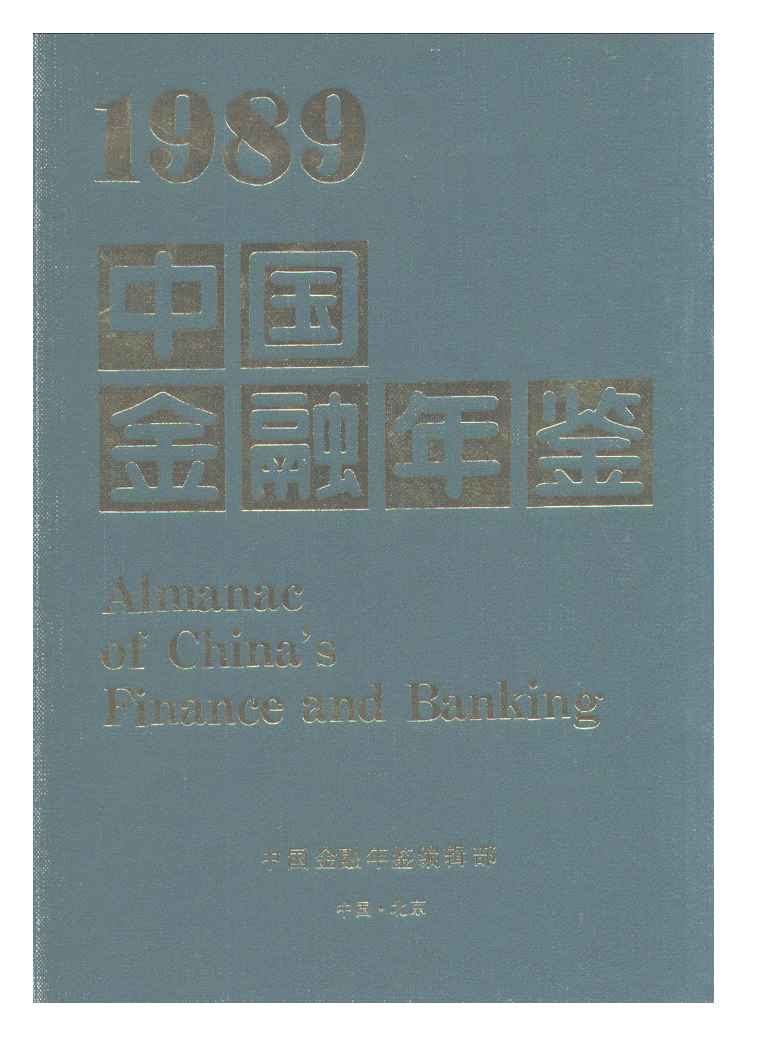 1989
中国
金融年鉴
Almanac
of China's
Finance and Banking
中国金融年鉴编辑部
中国·北京